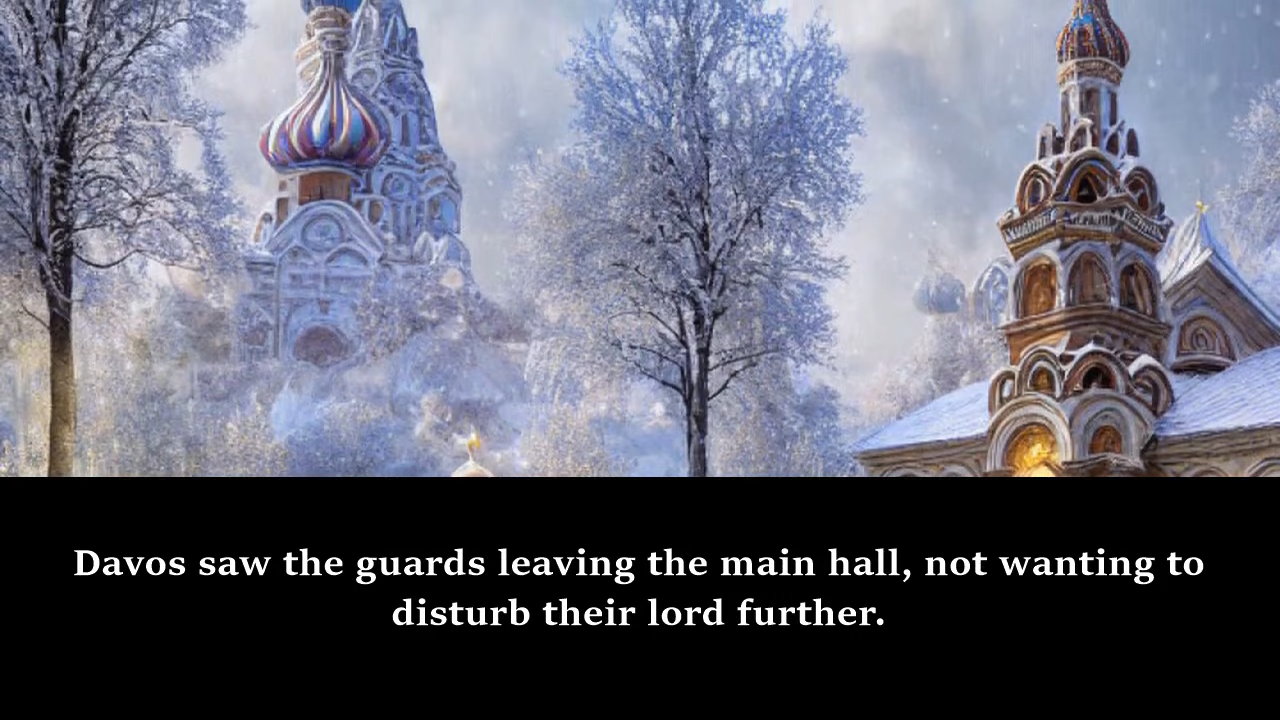 Davos saw the guards leaving the main hall, not wanting to
disturb their lord further.